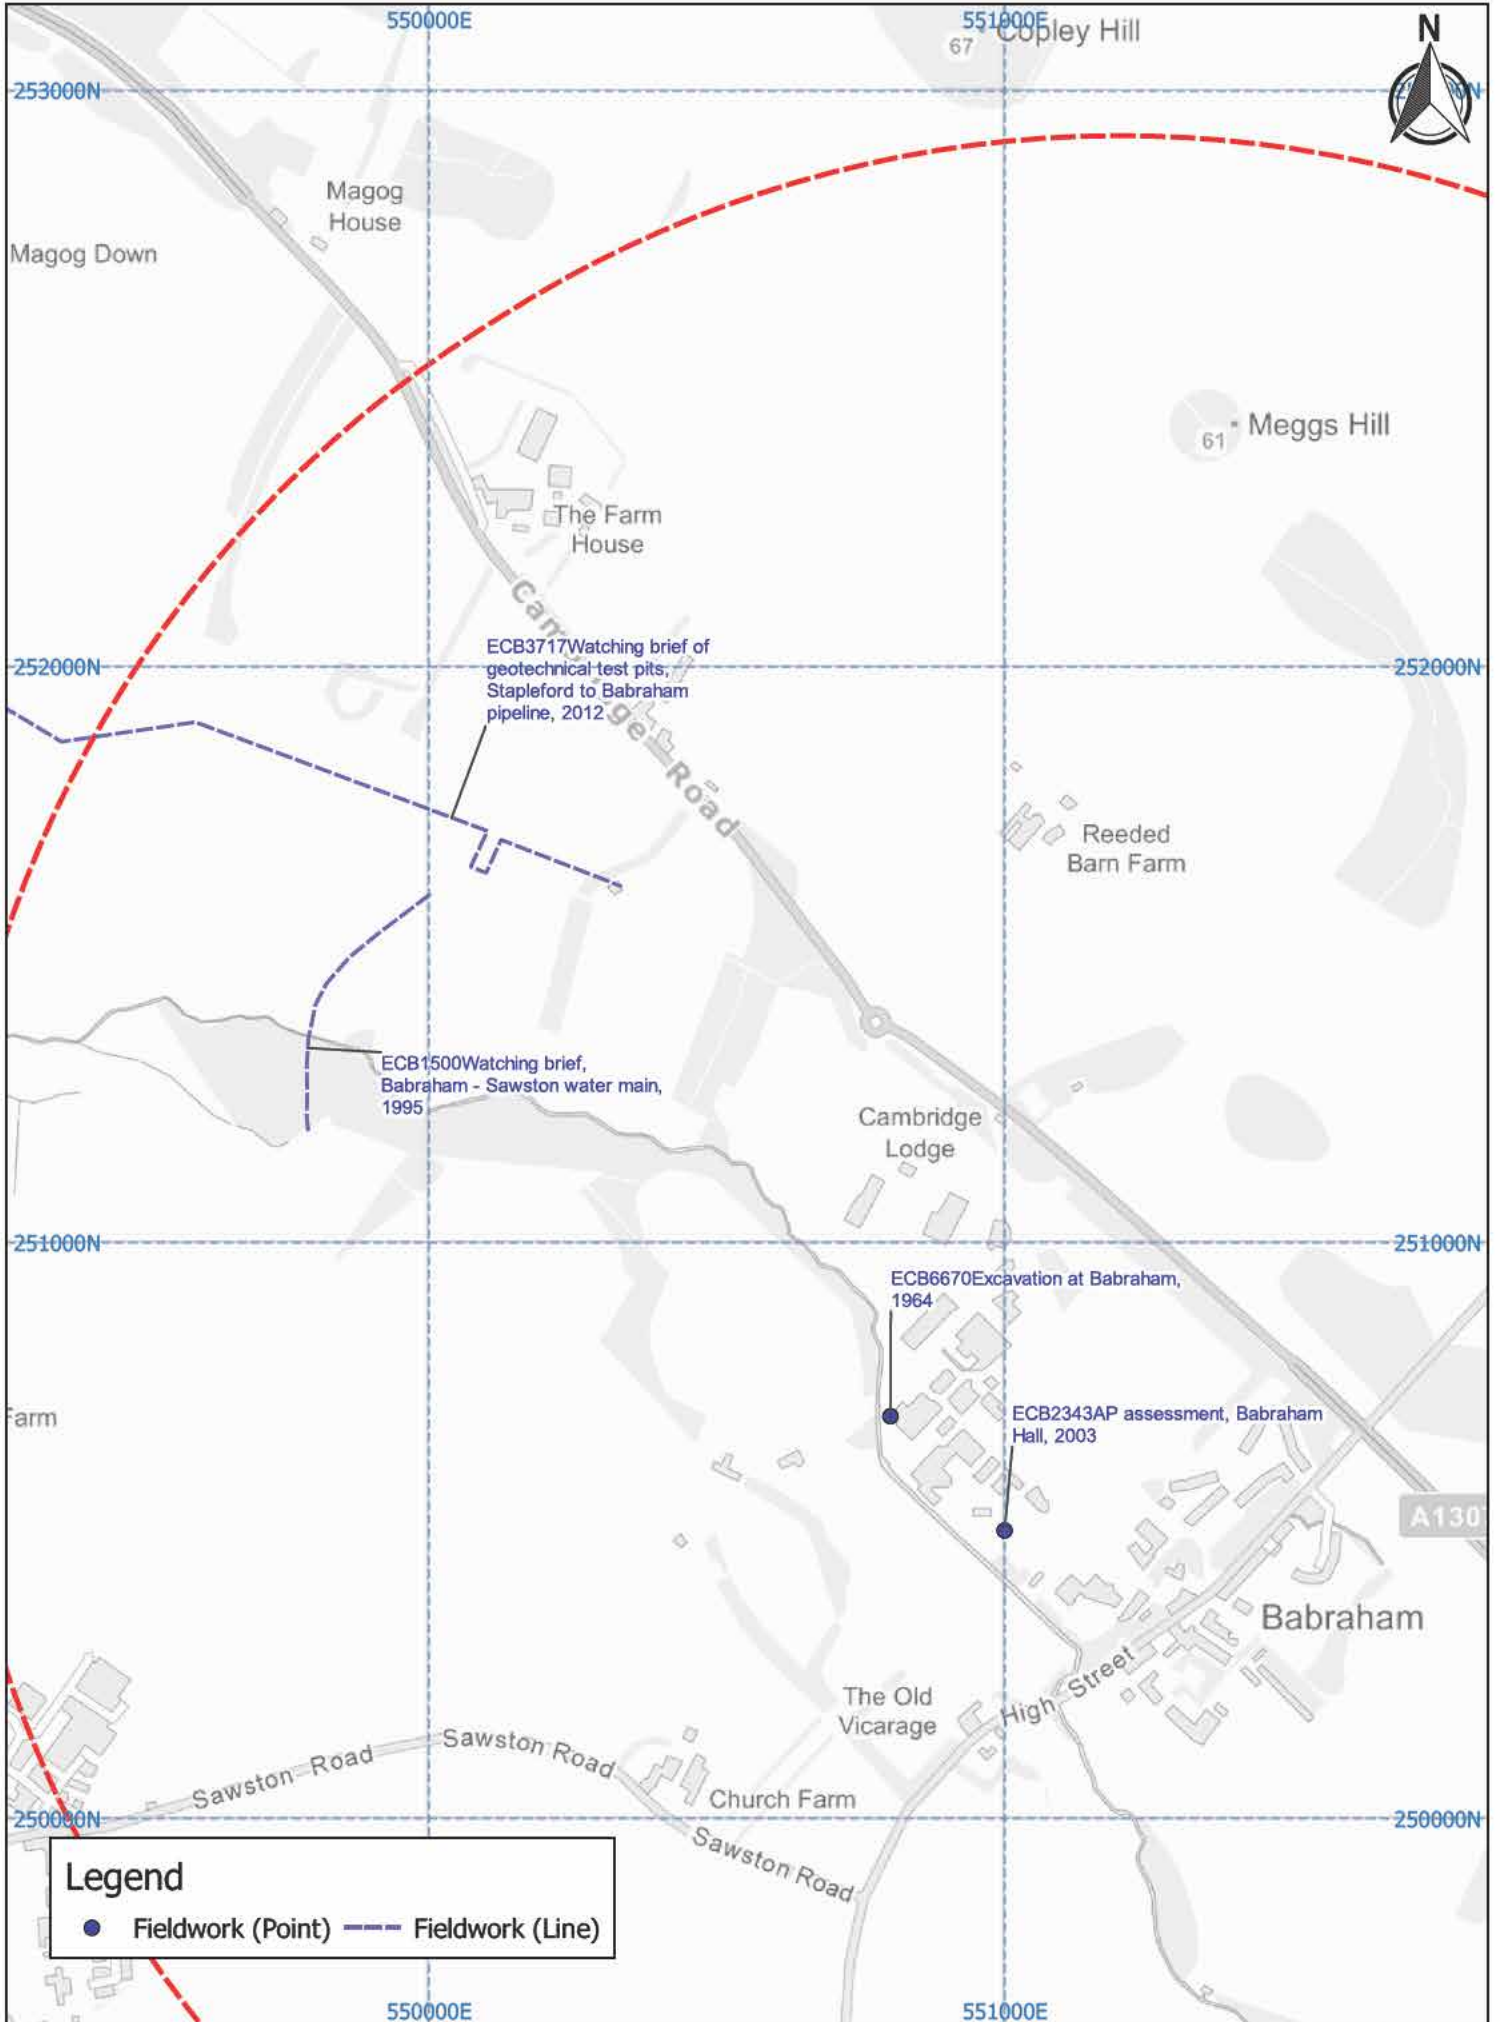 550000E
551000E
67
Copley Hill
N
253000N
Magog
House
Magog Down
61
Meggs Hill
The Farm
House
Cambridge Road
ECB3717Watching brief of
geotechnical test pits,
Stapleford to Babraham
pipeline, 2012
252000N
252000N
Reeded
Barn Farm
ECB1500Watching brief,
Babraham - Sawston water main,
1995
Cambridge
Lodge
251000N
251000N
ECB6670Excavation at Babraham,
1964
ECB2343AP assessment, Babraham
Hall, 2003
arm
A130
Babraham
High Street
The Old
Vicarage
Sawston Road
Sawston Road
Church Farm
Sawston Road
250000N
250000N
Legend
Fieldwork (Point)
Fieldwork (Line)
550000E
551000E